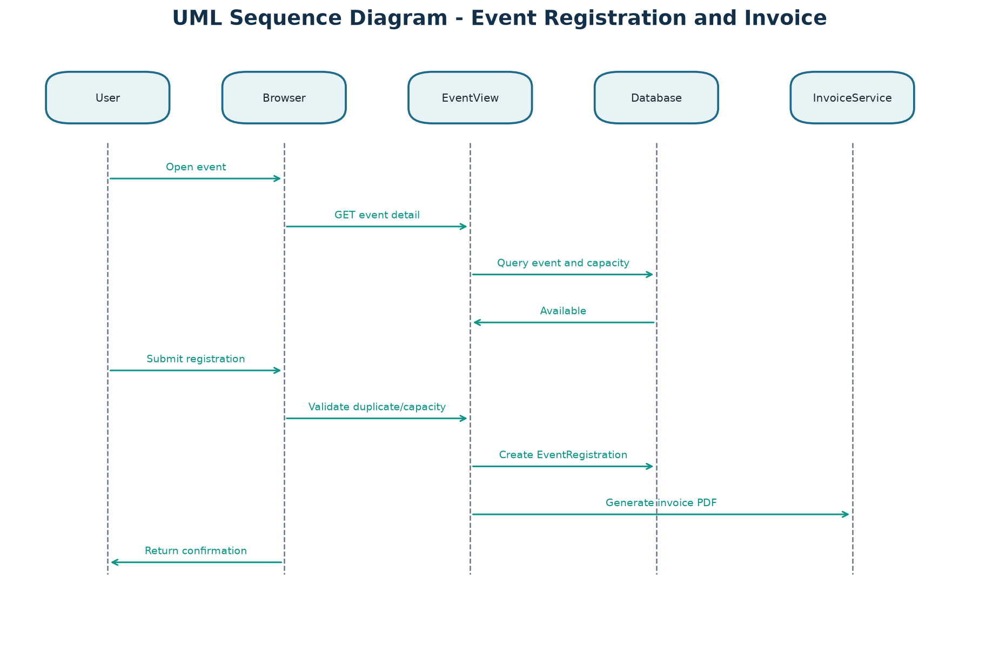 UML Sequence Diagram - Event Registration and Invoice
User
Browser
EventView
Database
InvoiceService
Open event
GET event detail
Query event and capacity
Available
Submit registration
Validate duplicate/capacity
Create EventRegistration
Generate invoice PDF
Return confirmation